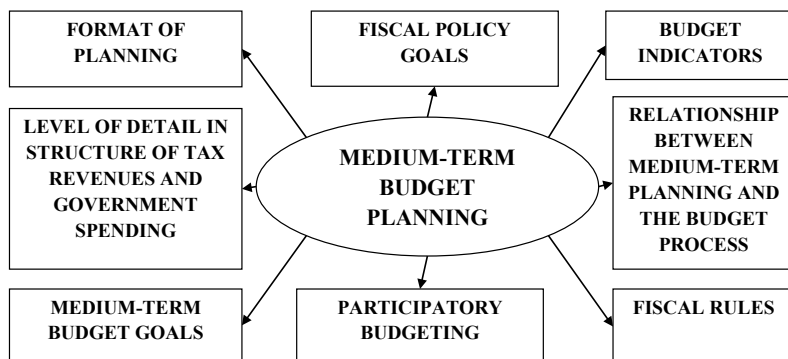 FORMAT OF
PLANNING
FISCAL POLICY
GOALS
BUDGET
INDICATORS
LEVEL OF DETAIL IN
STRUCTURE OF TAX
REVENUES AND
GOVERNMENT
SPENDING
MEDIUM-TERM
BUDGET
PLANNING
RELATIONSHIP
BETWEEN
MEDIUM-TERM
PLANNING AND
THE BUDGET
PROCESS
MEDIUM-TERM
BUDGET GOALS
PARTICIPATORY
BUDGETING
FISCAL RULES